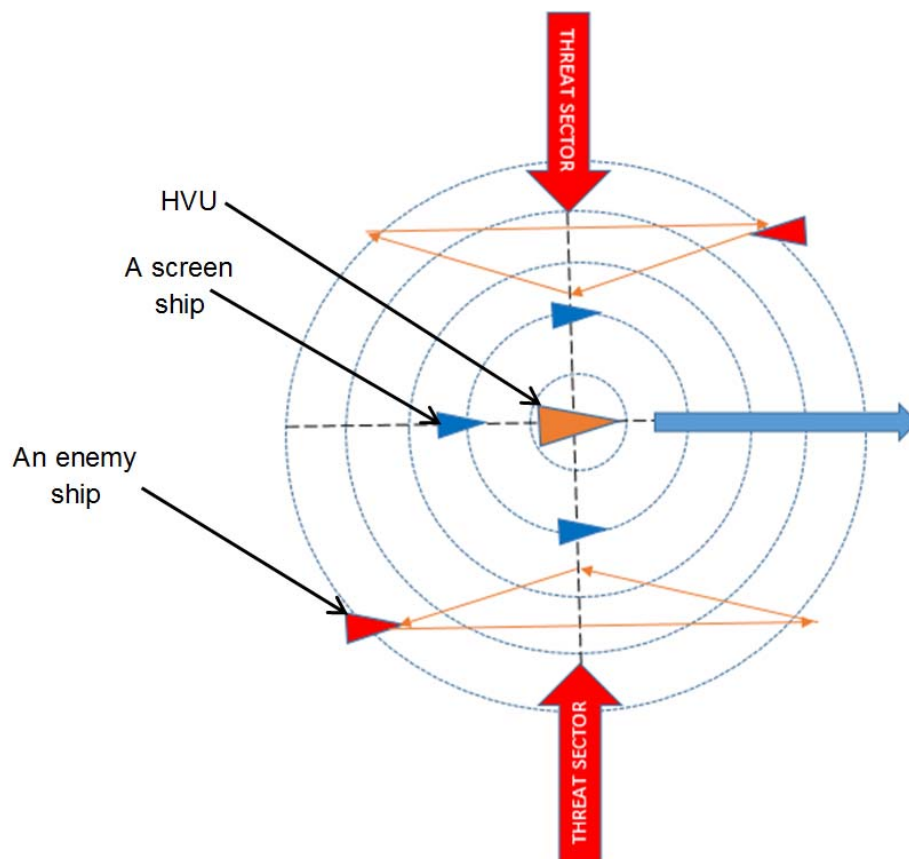 THREAT SECTOR
HVU
A screen
ship
An enemy
ship
THREAT SECTOR